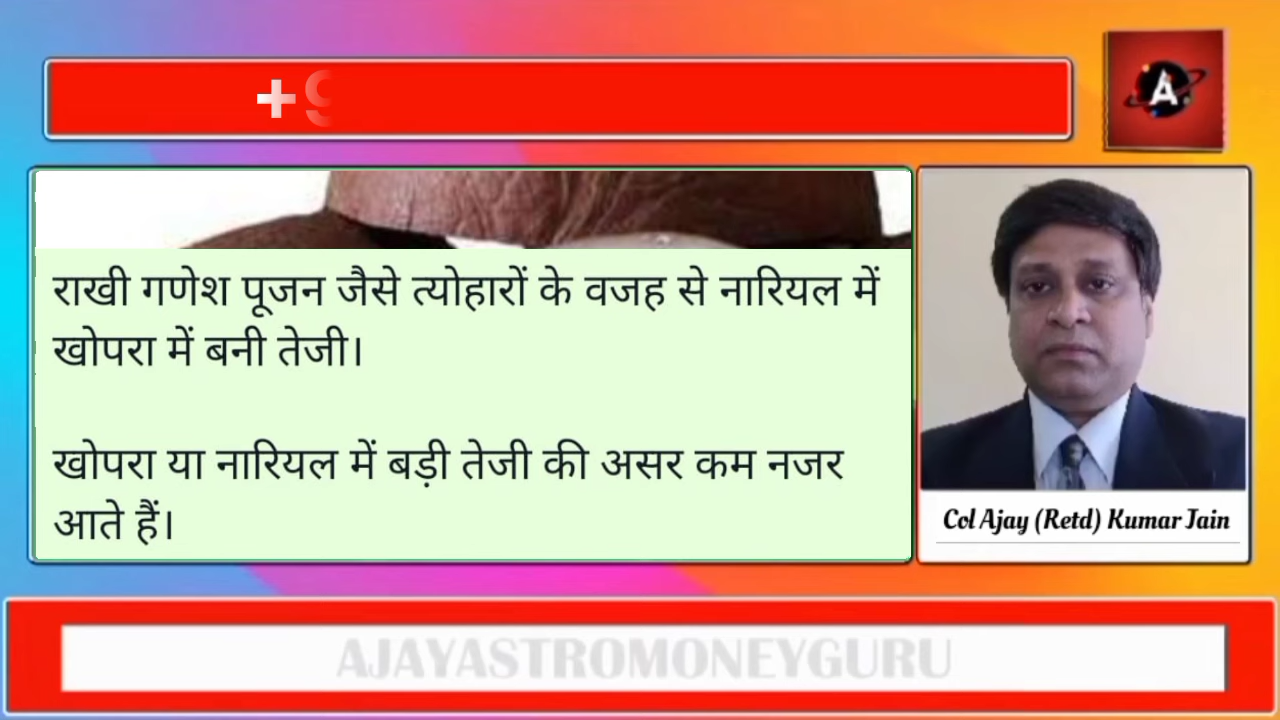 +9
A
राखी गणेश पूजन जैसे त्योहारों के वजह से नारियल में
खोपरा में बनी तेजी।
खोपरा या नारियल में बड़ी तेजी की असर कम नजर
आते हैं।
Col Ajay (Retd) Kumar Jain
AJAYASTROMONEYGURU